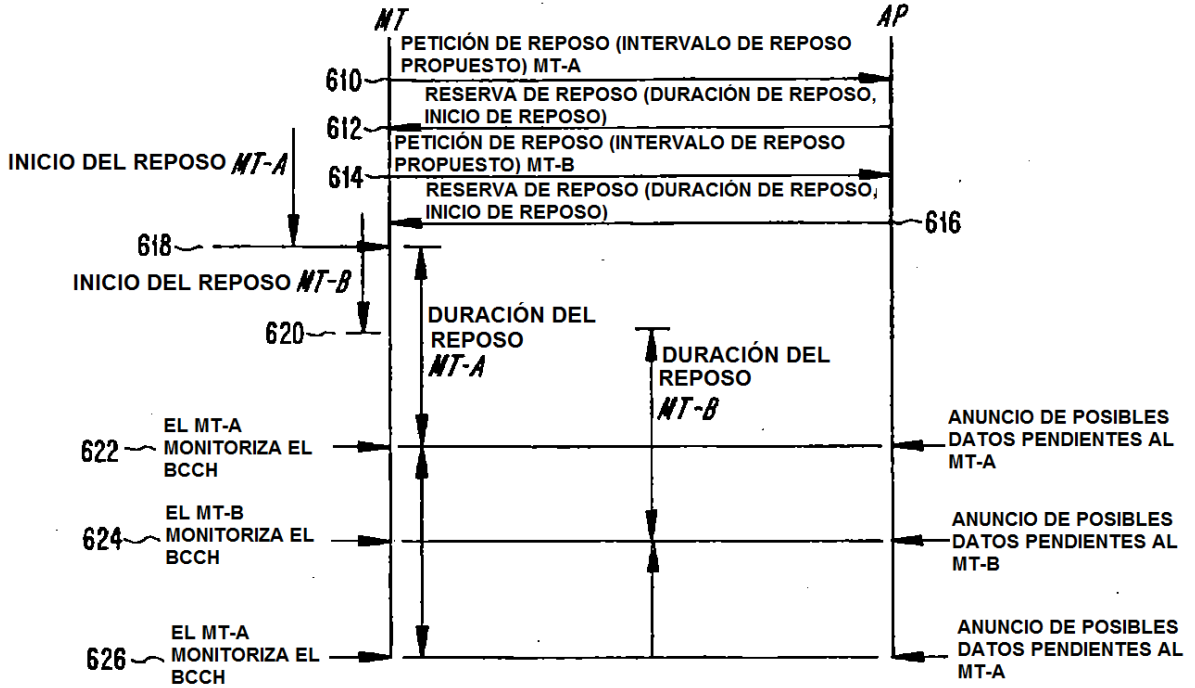 MT
AP
PETICIÓN DE REPOSO (INTERVALO DE REPOSO
PROPUESTO) MT-A
610
RESERVA DE REPOSO (DURACIÓN DE REPOSO,
INICIO DE REPOSO)
612
PETICIÓN DE REPOSO (INTERVALO DE REPOSO
PROPUESTO) MT-B
INICIO DEL REPOSO MT-A
614
RESERVA DE REPOSO (DURACIÓN DE REPOSO,
INICIO DE REPOSO)
616
618
INICIO DEL REPOSO MT-B
620
DURACIÓN DEL
REPOSO
MT-A
DURACIÓN DEL
REPOSO
MT-B
622
EL MT-A
MONITORIZA EL
BCCH
ANUNCIO DE POSIBLES
DATOS PENDIENTES AL
MT-A
624
EL MT-B
MONITORIZA EL
BCCH
ANUNCIO DE POSIBLES
DATOS PENDIENTES AL
MT-B
626
EL MT-A
MONITORIZA EL
BCCH
ANUNCIO DE POSIBLES
DATOS PENDIENTES AL
MT-A